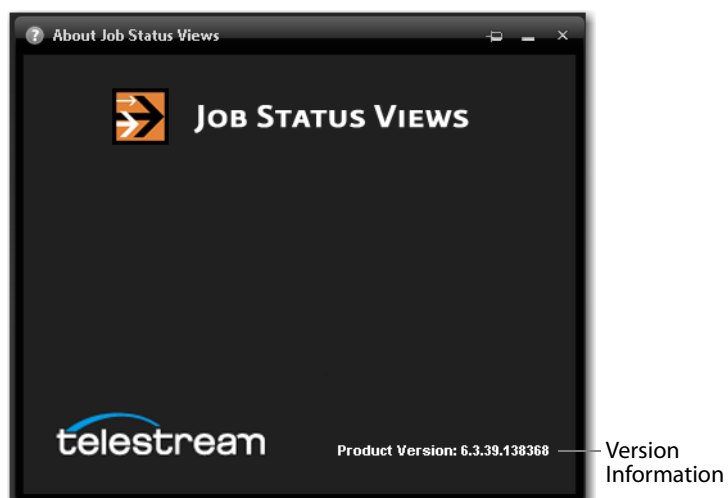 About Job Status Views
JOB STATUS VIEWS
telestream
Product Version: 6.3.39.138368
Version
Information